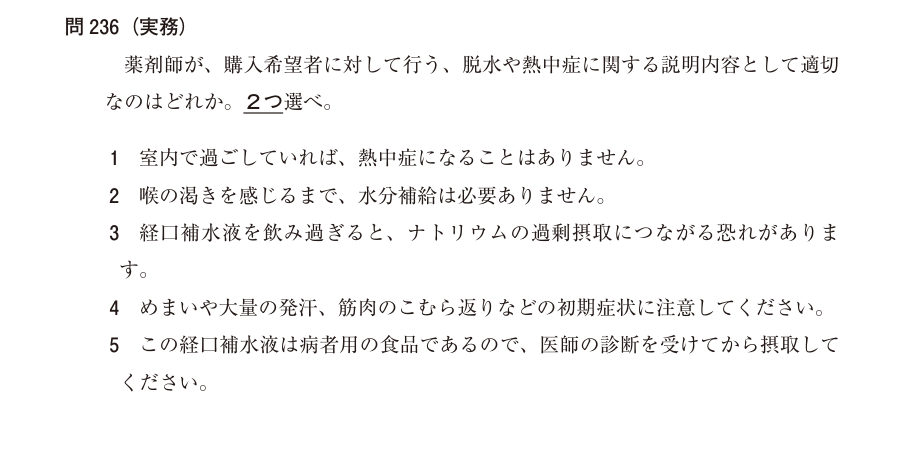 問 236（実務）
薬剤師が、購入希望者に対して行う、脱水や熱中症に関する説明内容として適切
なのはどれか。２つ選べ。
1 室内で過ごしていれば、熱中症になることはありません。
2 喉の渇きを感じるまで、水分補給は必要ありません。
3 経口補水液を飲み過ぎると、ナトリウムの過剰摂取につながる恐れがありま
す。
4 めまいや大量の発汗、筋肉のこむら返りなどの初期症状に注意してください。
5 この経口補水液は病者用の食品であるので、医師の診断を受けてから摂取して
ください。